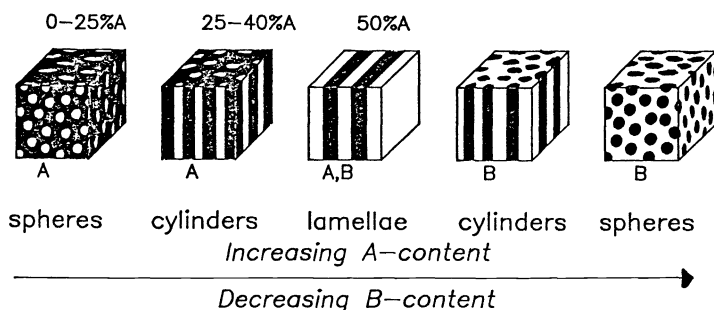 0-25%A 25-40%A 50%A
A A A,B B B
spheres cylinders lamellae cylinders spheres
Increasing A-content
Decreasing B-content